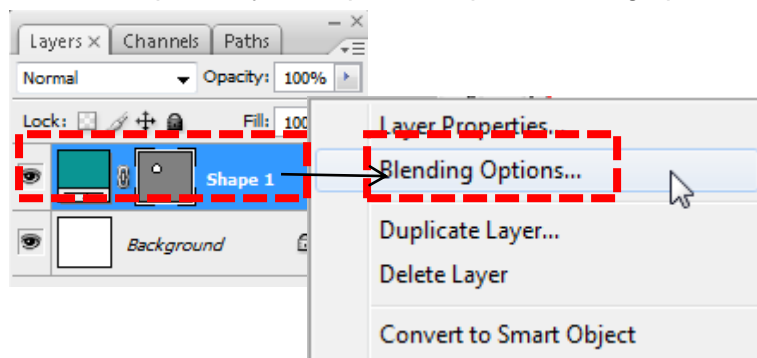 Layers × Channels Paths
Normal Opacity: 100%
Lock: Fill: 100
Shape 1
Background
Layer Properties...
Blending Options...
Duplicate Layer...
Delete Layer
Convert to Smart Object